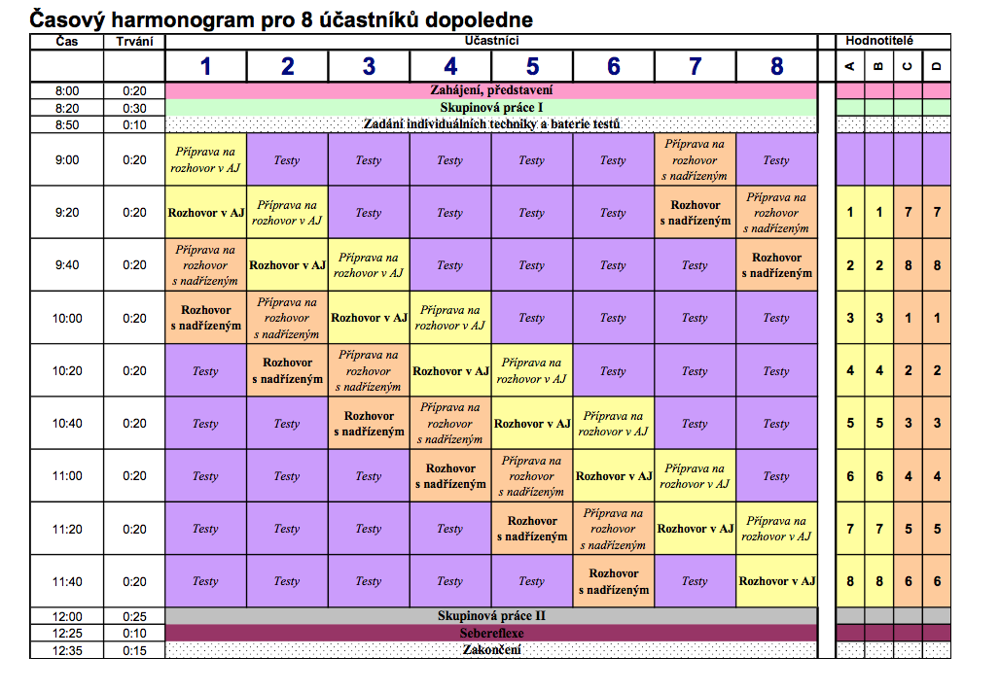 Časový harmonogram pro 8 účastníků dopoledne
Čas Trvání Účastníci Hodnotitelé
1 2 3 4 5 6 7 8 A B C D
8:00 0:20 Zahájení, představení
8:20 0:30 Skupinová práce I
8:50 0:10 Zadání individuálních techniky a baterie testů
9:00 0:20 Příprava na rozhovor v AJ Testy Testy Testy Testy Testy Příprava na rozhovor s nadřízeným Testy
9:20 0:20 Rozhovor v AJ Příprava na rozhovor v AJ Testy Testy Testy Testy Rozhovor s nadřízeným Příprava na rozhovor s nadřízeným 1 1 7 7
9:40 0:20 Příprava na rozhovor s nadřízeným Rozhovor v AJ Příprava na rozhovor v AJ Testy Testy Testy Testy Rozhovor s nadřízeným 2 2 8 8
10:00 0:20 Rozhovor s nadřízeným Příprava na rozhovor s nadřízeným Rozhovor v AJ Příprava na rozhovor v AJ Testy Testy Testy Testy 3 3 1 1
10:20 0:20 Testy Rozhovor s nadřízeným Příprava na rozhovor s nadřízeným Rozhovor v AJ Příprava na rozhovor v AJ Testy Testy Testy 4 4 2 2
10:40 0:20 Testy Testy Rozhovor s nadřízeným Příprava na rozhovor s nadřízeným Rozhovor v AJ Příprava na rozhovor v AJ Testy Testy 5 5 3 3
11:00 0:20 Testy Testy Testy Rozhovor s nadřízeným Příprava na rozhovor s nadřízeným Rozhovor v AJ Příprava na rozhovor v AJ Testy 6 6 4 4
11:20 0:20 Testy Testy Testy Testy Rozhovor s nadřízeným Příprava na rozhovor s nadřízeným Rozhovor v AJ Příprava na rozhovor v AJ 7 7 5 5
11:40 0:20 Testy Testy Testy Testy Testy Rozhovor s nadřízeným Testy Rozhovor v AJ 8 8 6 6
12:00 0:25 Skupinová práce II
12:25 0:10 Sebereflexe
12:35 0:15 Zakončení